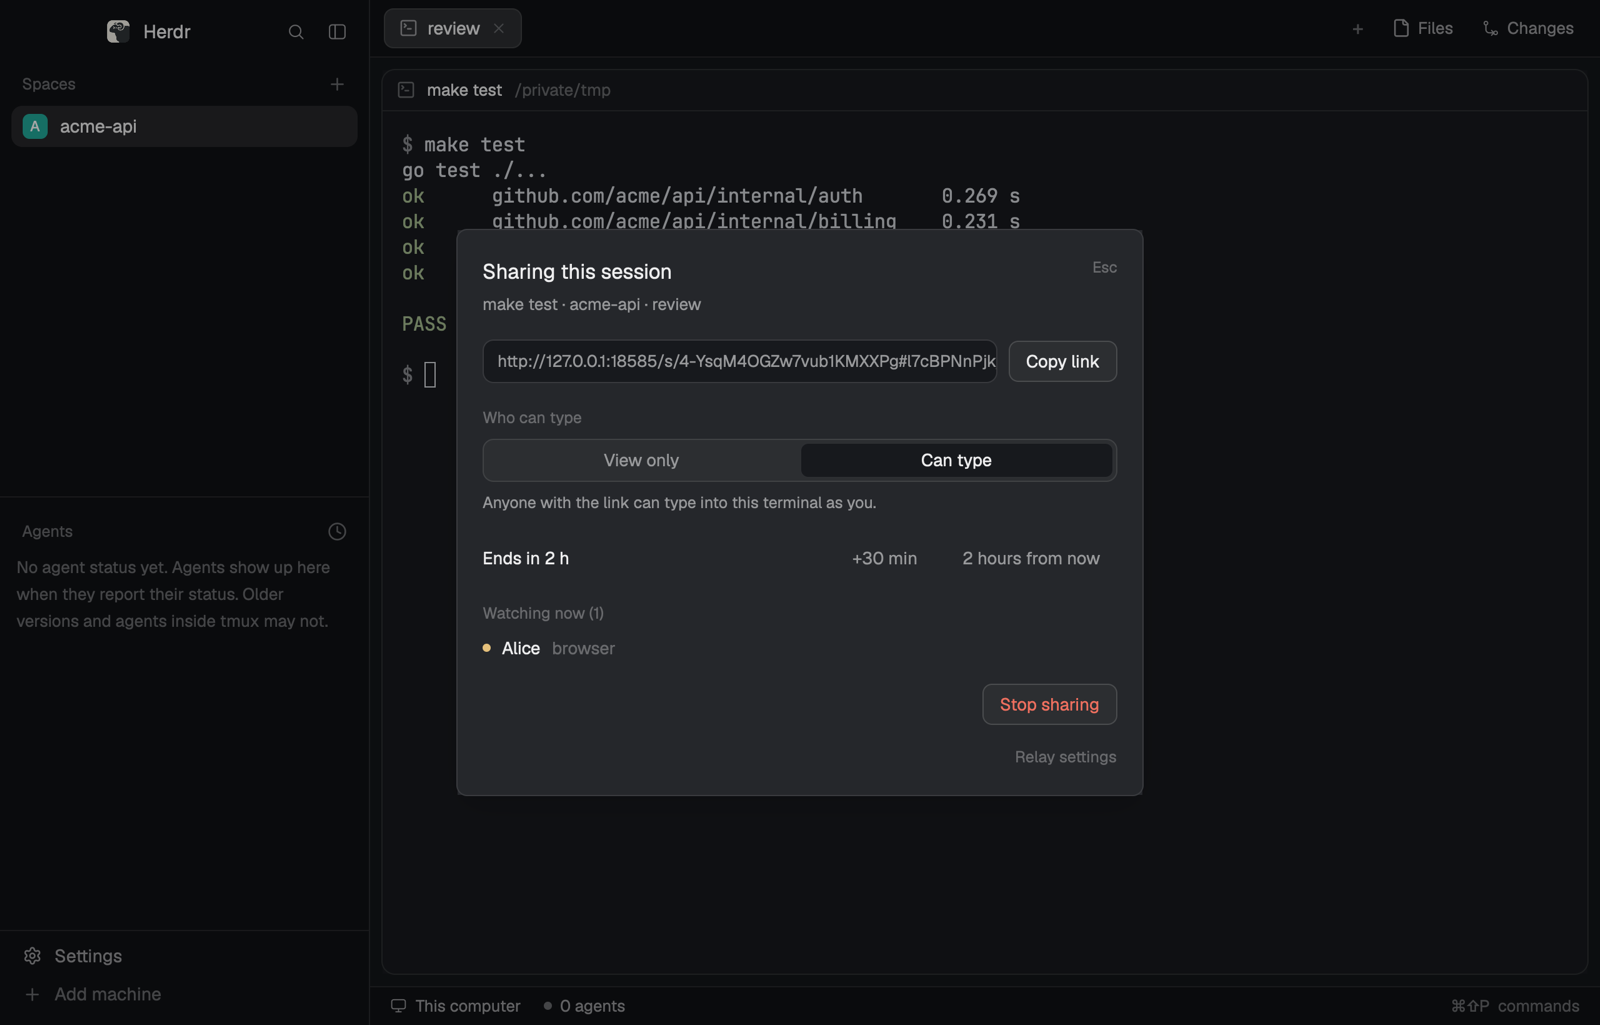 Herdr
Spaces
A acme-api
Agents
No agent status yet. Agents show up here
when they report their status. Older
versions and agents inside tmux may not.
Settings
Add machine
review
Files
Changes
make test /private/tmp
$ make test
go test ./...
ok github.com/acme/api/internal/auth 0.269 s
ok github.com/acme/api/internal/billing 0.231 s
ok
ok
PASS
$
Sharing this session
Esc
make test · acme-api · review
http://127.0.0.1:18585/s/4-YsqM4OGZw7vub1KMXXPg#l7cBPNnPjk
Copy link
Who can type
View only
Can type
Anyone with the link can type into this terminal as you.
Ends in 2 h
+30 min
2 hours from now
Watching now (1)
Alice browser
Stop sharing
Relay settings
This computer
0 agents
⌘⇧P commands